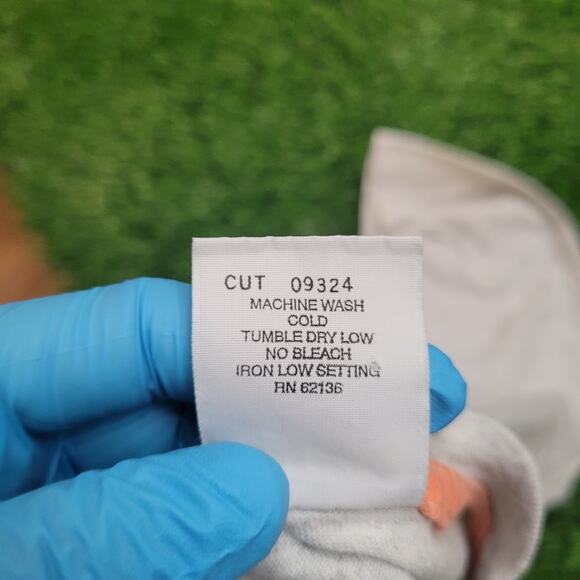 CUT 09324
MACHINE WASH
COLD
TUMBLE DRY LOW
NO BLEACH
IRON LOW SETTING
RN 62136